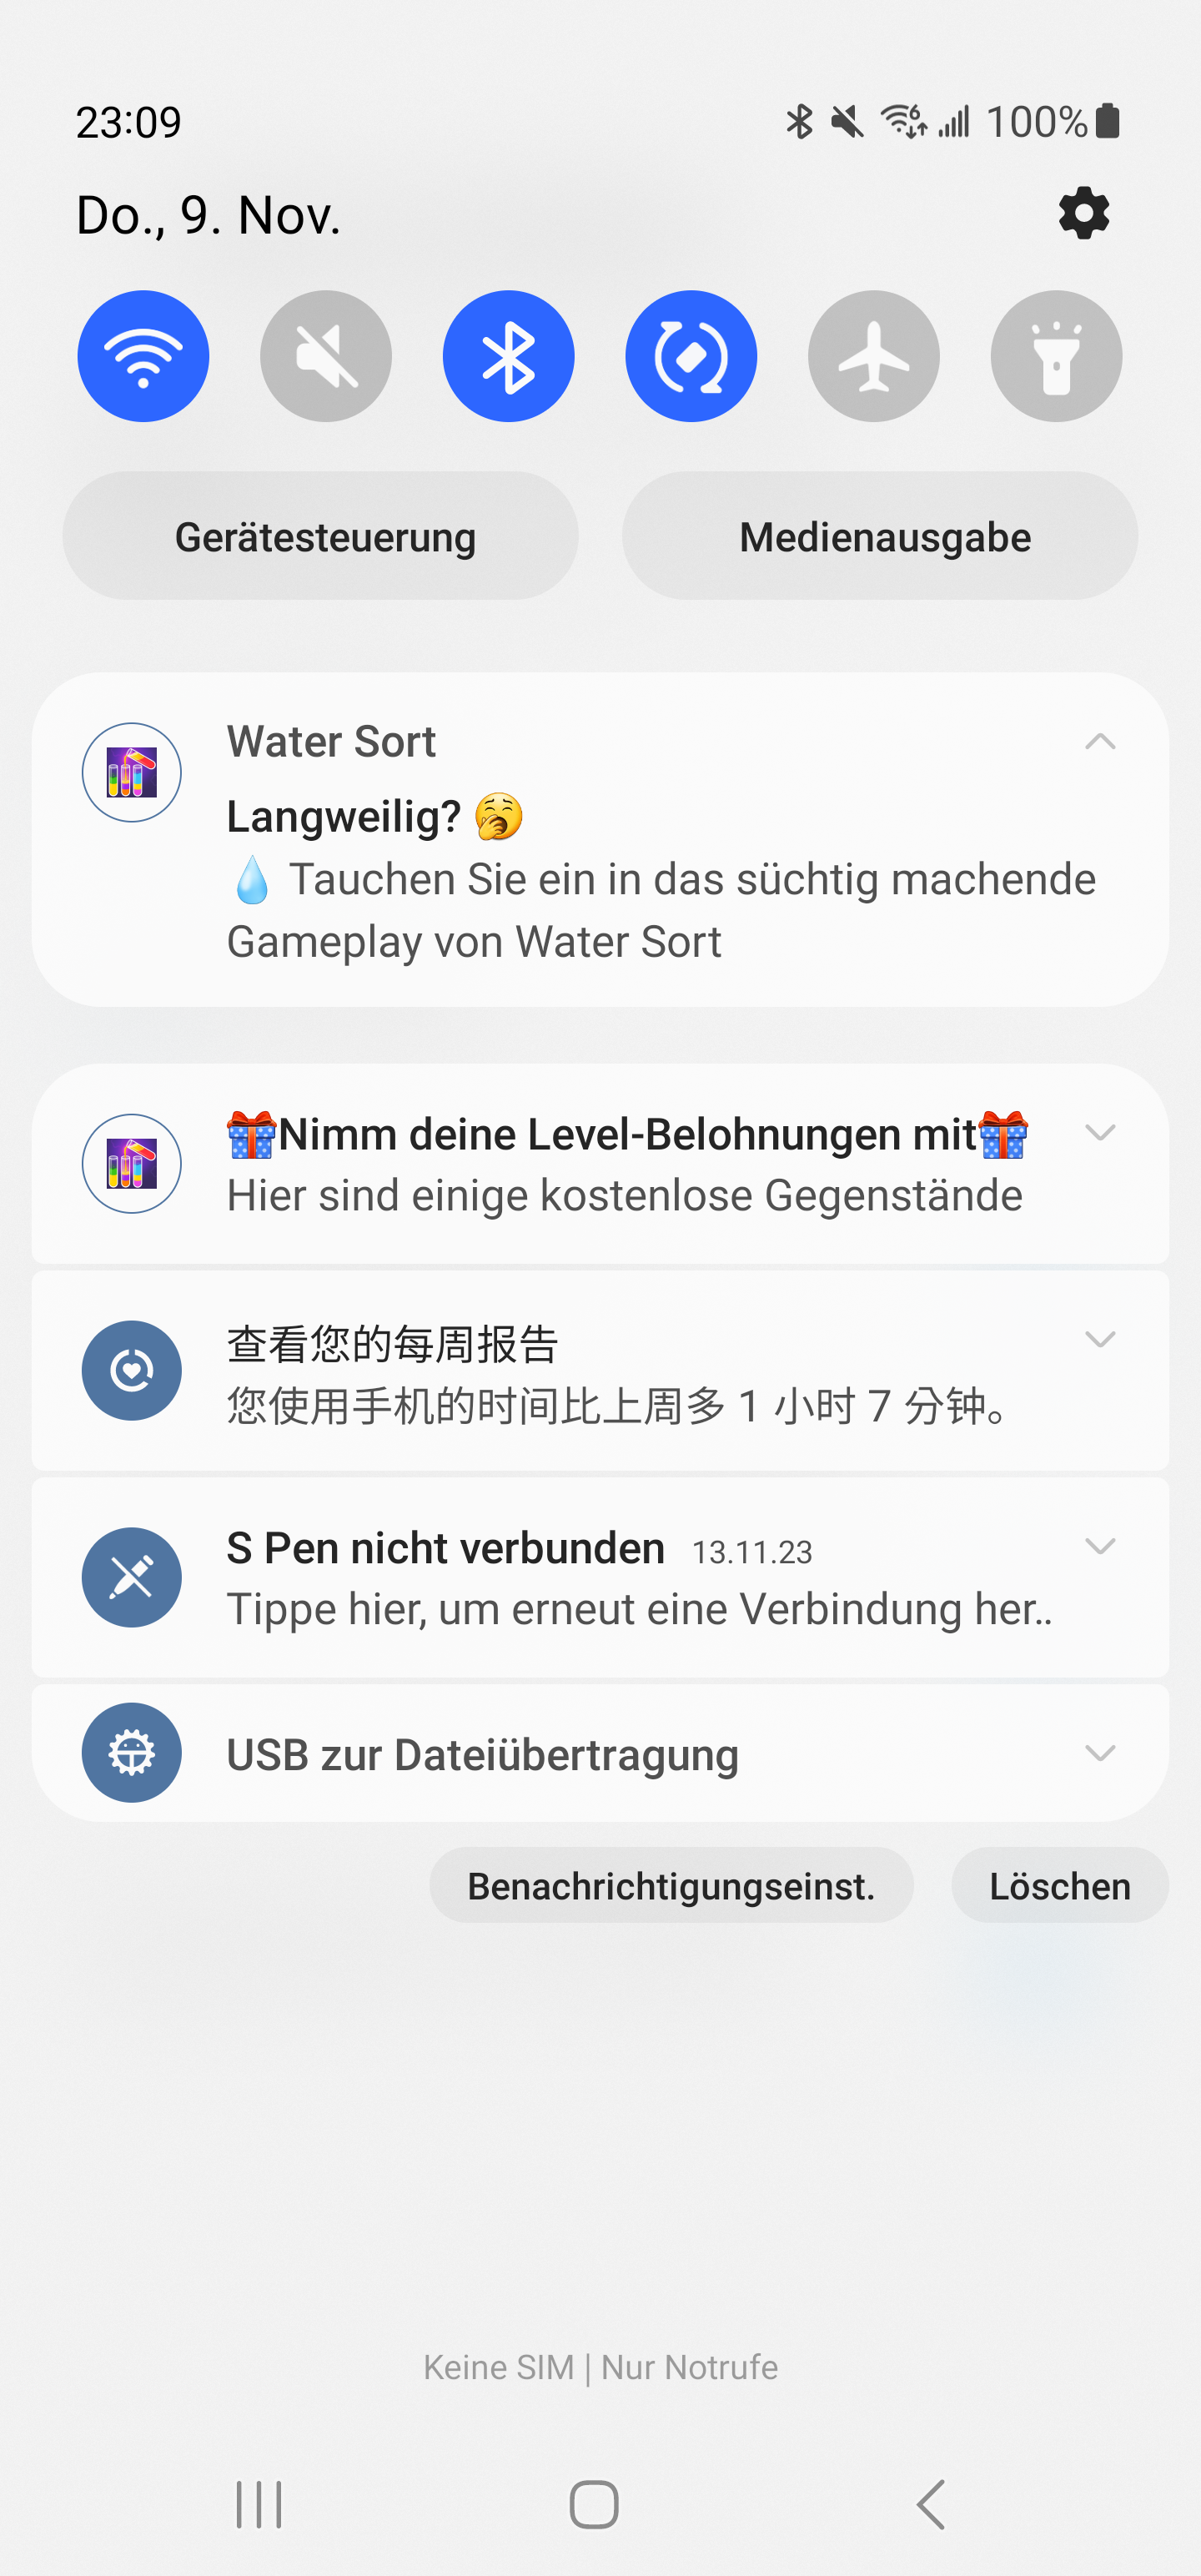 23:09
100%
Do., 9. Nov.
Gerätesteuerung
Medienausgabe
Water Sort
Langweilig? 🥱
💧 Tauchen Sie ein in das süchtig machende
Gameplay von Water Sort
🎁Nimm deine Level-Belohnungen mit🎁
Hier sind einige kostenlose Gegenstände
查看您的每周报告
您使用手机的时间比上周多 1 小时 7 分钟。
S Pen nicht verbunden 13.11.23
Tippe hier, um erneut eine Verbindung her..
USB zur Dateiübertragung
Benachrichtigungseinst.
Löschen
Keine SIM | Nur Notrufe